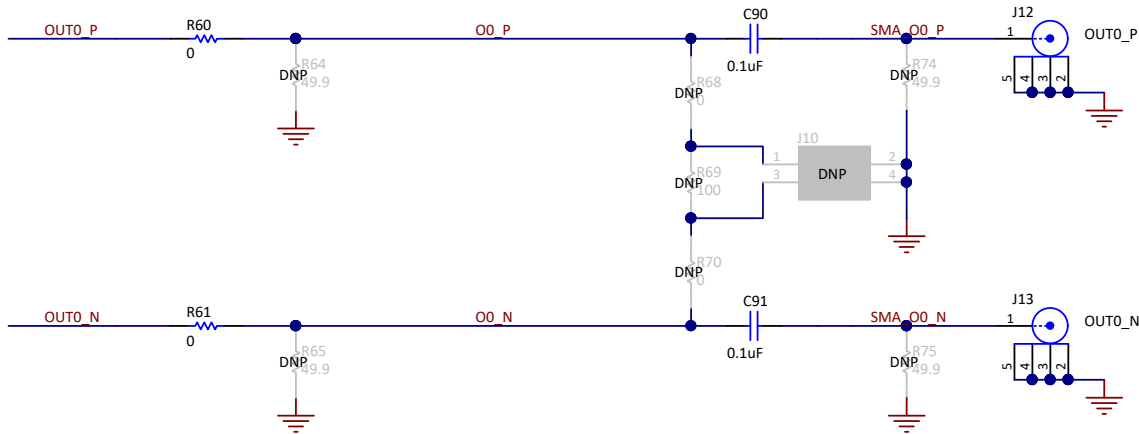 C90
J12
R60
OUT0_P
O0_P
SMA_O0_P
1
OUT0_P
0
0.1uF
R64
DNP
49.9
R74
DNP
49.9
5
4
3
2
R68
DNP
0
J10
1
2
R69
DNP
100
DNP
3
4
R70
DNP
0
C91
J13
R61
OUT0_N
O0_N
SMA_O0_N
1
OUT0_N
0
0.1uF
R65
DNP
49.9
R75
DNP
49.9
5
4
3
2